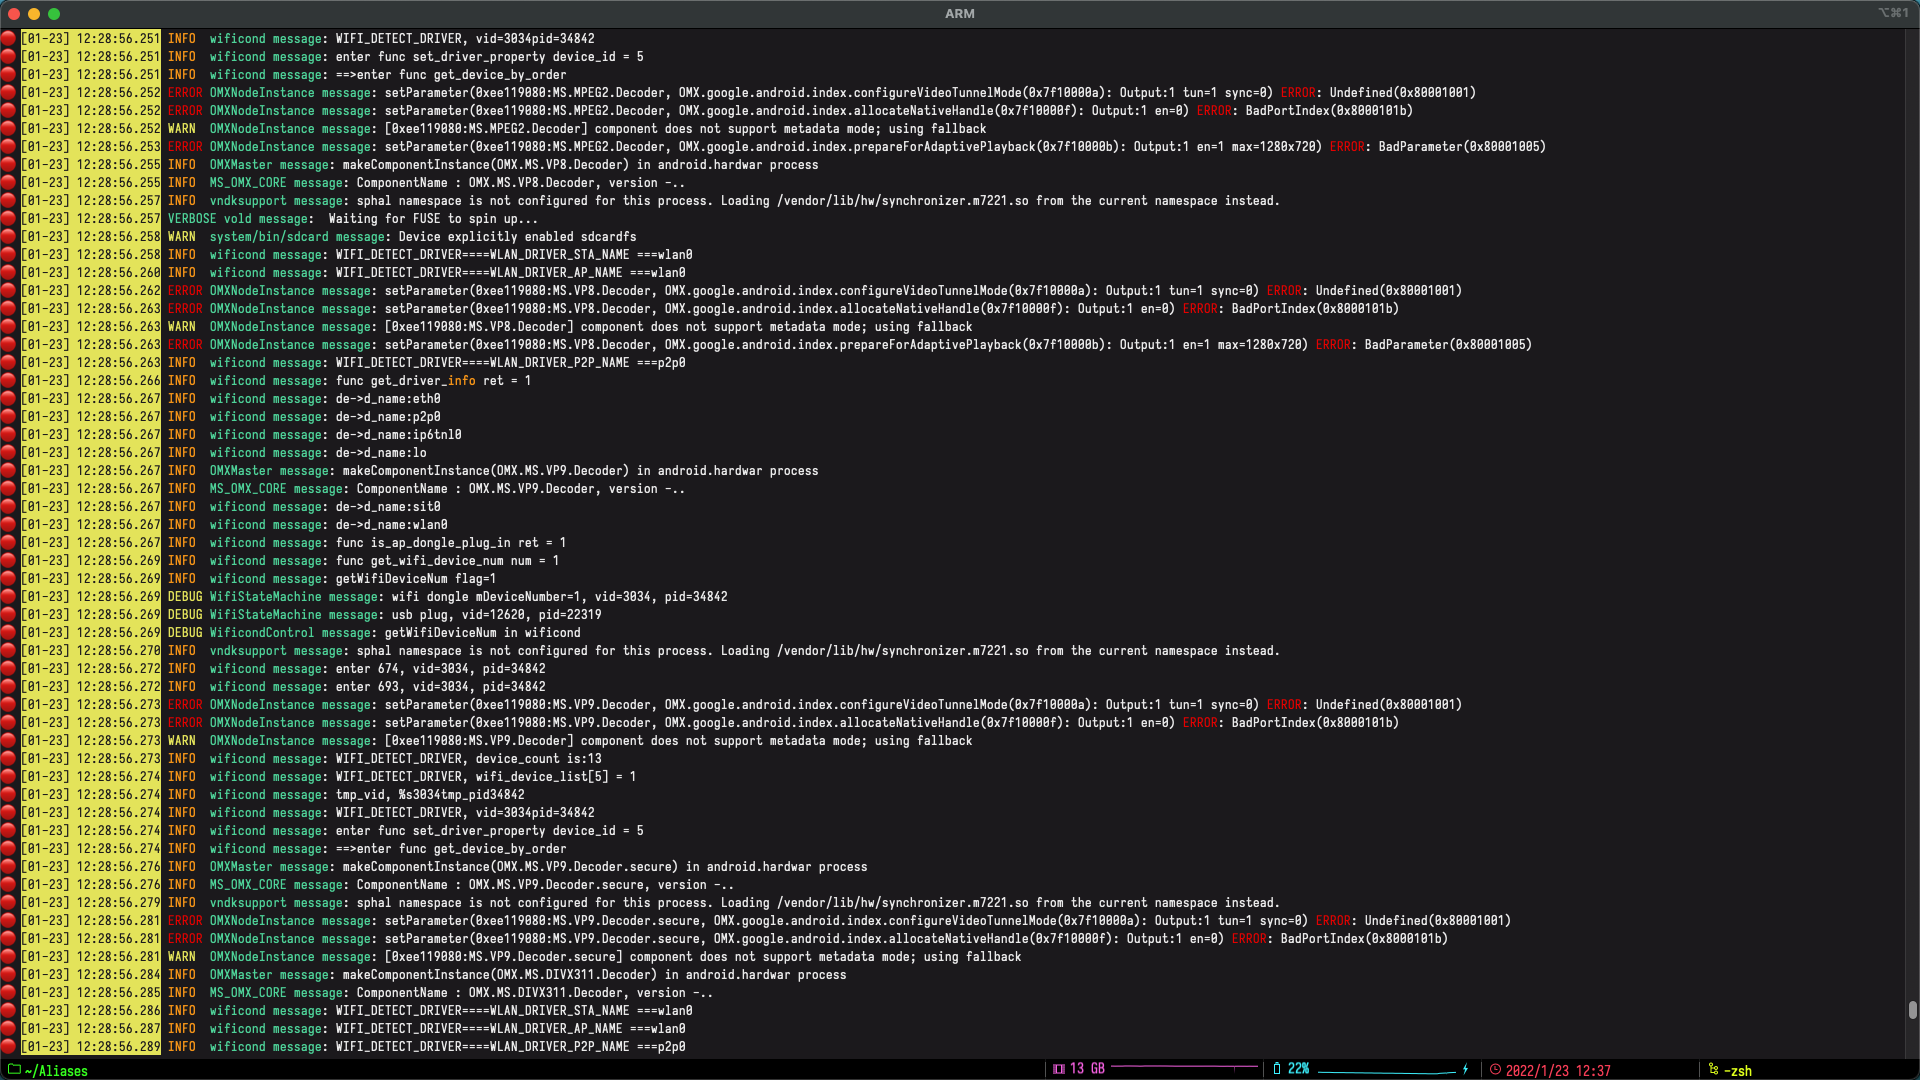 ARM
⌥⌘1
[01-23] 12:28:56.251 INFO wificond message: WIFI_DETECT_DRIVER, vid=3034pid=34842
[01-23] 12:28:56.251 INFO wificond message: enter func set_driver_property device_id = 5
[01-23] 12:28:56.251 INFO wificond message: ==>enter func get_device_by_order
[01-23] 12:28:56.252 ERROR OMXNodeInstance message: setParameter(0xee119080:MS.MPEG2.Decoder, OMX.google.android.index.configureVideoTunnelMode(0x7f10000a): Output:1 tun=1 sync=0) ERROR: Undefined(0x80001001)
[01-23] 12:28:56.252 ERROR OMXNodeInstance message: setParameter(0xee119080:MS.MPEG2.Decoder, OMX.google.android.index.allocateNativeHandle(0x7f10000f): Output:1 en=0) ERROR: BadPortIndex(0x8000101b)
[01-23] 12:28:56.252 WARN OMXNodeInstance message: [0xee119080:MS.MPEG2.Decoder] component does not support metadata mode; using fallback
[01-23] 12:28:56.253 ERROR OMXNodeInstance message: setParameter(0xee119080:MS.MPEG2.Decoder, OMX.google.android.index.prepareForAdaptivePlayback(0x7f10000b): Output:1 en=1 max=1280x720) ERROR: BadParameter(0x80001005)
[01-23] 12:28:56.255 INFO OMXMaster message: makeComponentInstance(OMX.MS.VP8.Decoder) in android.hardwar process
[01-23] 12:28:56.255 INFO MS_OMX_CORE message: ComponentName : OMX.MS.VP8.Decoder, version -..
[01-23] 12:28:56.257 INFO vndksupport message: sphal namespace is not configured for this process. Loading /vendor/lib/hw/synchronizer.m7221.so from the current namespace instead.
[01-23] 12:28:56.257 VERBOSE vold message: Waiting for FUSE to spin up...
[01-23] 12:28:56.258 WARN system/bin/sdcard message: Device explicitly enabled sdcardfs
[01-23] 12:28:56.258 INFO wificond message: WIFI_DETECT_DRIVER====WLAN_DRIVER_STA_NAME ===wlan0
[01-23] 12:28:56.260 INFO wificond message: WIFI_DETECT_DRIVER====WLAN_DRIVER_AP_NAME ===wlan0
[01-23] 12:28:56.262 ERROR OMXNodeInstance message: setParameter(0xee119080:MS.VP8.Decoder, OMX.google.android.index.configureVideoTunnelMode(0x7f10000a): Output:1 tun=1 sync=0) ERROR: Undefined(0x80001001)
[01-23] 12:28:56.263 ERROR OMXNodeInstance message: setParameter(0xee119080:MS.VP8.Decoder, OMX.google.android.index.allocateNativeHandle(0x7f10000f): Output:1 en=0) ERROR: BadPortIndex(0x8000101b)
[01-23] 12:28:56.263 WARN OMXNodeInstance message: [0xee119080:MS.VP8.Decoder] component does not support metadata mode; using fallback
[01-23] 12:28:56.263 ERROR OMXNodeInstance message: setParameter(0xee119080:MS.VP8.Decoder, OMX.google.android.index.prepareForAdaptivePlayback(0x7f10000b): Output:1 en=1 max=1280x720) ERROR: BadParameter(0x80001005)
[01-23] 12:28:56.263 INFO wificond message: WIFI_DETECT_DRIVER====WLAN_DRIVER_P2P_NAME ===p2p0
[01-23] 12:28:56.266 INFO wificond message: func get_driver_info ret = 1
[01-23] 12:28:56.267 INFO wificond message: de->d_name:eth0
[01-23] 12:28:56.267 INFO wificond message: de->d_name:p2p0
[01-23] 12:28:56.267 INFO wificond message: de->d_name:ip6tnl0
[01-23] 12:28:56.267 INFO wificond message: de->d_name:lo
[01-23] 12:28:56.267 INFO OMXMaster message: makeComponentInstance(OMX.MS.VP9.Decoder) in android.hardwar process
[01-23] 12:28:56.267 INFO MS_OMX_CORE message: ComponentName : OMX.MS.VP9.Decoder, version -..
[01-23] 12:28:56.267 INFO wificond message: de->d_name:sit0
[01-23] 12:28:56.267 INFO wificond message: de->d_name:wlan0
[01-23] 12:28:56.267 INFO wificond message: func is_ap_dongle_plug_in ret = 1
[01-23] 12:28:56.269 INFO wificond message: func get_wifi_device_num num = 1
[01-23] 12:28:56.269 INFO wificond message: getWifiDeviceNum flag=1
[01-23] 12:28:56.269 DEBUG WifiStateMachine message: wifi dongle mDeviceNumber=1, vid=3034, pid=34842
[01-23] 12:28:56.269 DEBUG WifiStateMachine message: usb plug, vid=12620, pid=22319
[01-23] 12:28:56.269 DEBUG WificondControl message: getWifiDeviceNum in wificond
[01-23] 12:28:56.270 INFO vndksupport message: sphal namespace is not configured for this process. Loading /vendor/lib/hw/synchronizer.m7221.so from the current namespace instead.
[01-23] 12:28:56.272 INFO wificond message: enter 674, vid=3034, pid=34842
[01-23] 12:28:56.272 INFO wificond message: enter 693, vid=3034, pid=34842
[01-23] 12:28:56.273 ERROR OMXNodeInstance message: setParameter(0xee119080:MS.VP9.Decoder, OMX.google.android.index.configureVideoTunnelMode(0x7f10000a): Output:1 tun=1 sync=0) ERROR: Undefined(0x80001001)
[01-23] 12:28:56.273 ERROR OMXNodeInstance message: setParameter(0xee119080:MS.VP9.Decoder, OMX.google.android.index.allocateNativeHandle(0x7f10000f): Output:1 en=0) ERROR: BadPortIndex(0x8000101b)
[01-23] 12:28:56.273 WARN OMXNodeInstance message: [0xee119080:MS.VP9.Decoder] component does not support metadata mode; using fallback
[01-23] 12:28:56.273 INFO wificond message: WIFI_DETECT_DRIVER, device_count is:13
[01-23] 12:28:56.274 INFO wificond message: WIFI_DETECT_DRIVER, wifi_device_list[5] = 1
[01-23] 12:28:56.274 INFO wificond message: tmp_vid, %s3034tmp_pid34842
[01-23] 12:28:56.274 INFO wificond message: WIFI_DETECT_DRIVER, vid=3034pid=34842
[01-23] 12:28:56.274 INFO wificond message: enter func set_driver_property device_id = 5
[01-23] 12:28:56.274 INFO wificond message: ==>enter func get_device_by_order
[01-23] 12:28:56.276 INFO OMXMaster message: makeComponentInstance(OMX.MS.VP9.Decoder.secure) in android.hardwar process
[01-23] 12:28:56.276 INFO MS_OMX_CORE message: ComponentName : OMX.MS.VP9.Decoder.secure, version -..
[01-23] 12:28:56.279 INFO vndksupport message: sphal namespace is not configured for this process. Loading /vendor/lib/hw/synchronizer.m7221.so from the current namespace instead.
[01-23] 12:28:56.281 ERROR OMXNodeInstance message: setParameter(0xee119080:MS.VP9.Decoder.secure, OMX.google.android.index.configureVideoTunnelMode(0x7f10000a): Output:1 tun=1 sync=0) ERROR: Undefined(0x80001001)
[01-23] 12:28:56.281 ERROR OMXNodeInstance message: setParameter(0xee119080:MS.VP9.Decoder.secure, OMX.google.android.index.allocateNativeHandle(0x7f10000f): Output:1 en=0) ERROR: BadPortIndex(0x8000101b)
[01-23] 12:28:56.281 WARN OMXNodeInstance message: [0xee119080:MS.VP9.Decoder.secure] component does not support metadata mode; using fallback
[01-23] 12:28:56.284 INFO OMXMaster message: makeComponentInstance(OMX.MS.DIVX311.Decoder) in android.hardwar process
[01-23] 12:28:56.285 INFO MS_OMX_CORE message: ComponentName : OMX.MS.DIVX311.Decoder, version -..
[01-23] 12:28:56.286 INFO wificond message: WIFI_DETECT_DRIVER====WLAN_DRIVER_STA_NAME ===wlan0
[01-23] 12:28:56.287 INFO wificond message: WIFI_DETECT_DRIVER====WLAN_DRIVER_AP_NAME ===wlan0
[01-23] 12:28:56.289 INFO wificond message: WIFI_DETECT_DRIVER====WLAN_DRIVER_P2P_NAME ===p2p0
~/Aliases 13 GB 22% 2022/1/23 12:37 -zsh